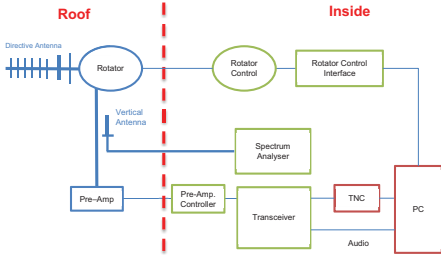 Roof
Inside
Directive Antenna
Rotator
Rotator
Control
Rotator Control
Interface
Vertical
Antenna
Spectrum
Analyser
Pre–Amp
Pre-Amp.
Controller
Transceiver
TNC
PC
Audio